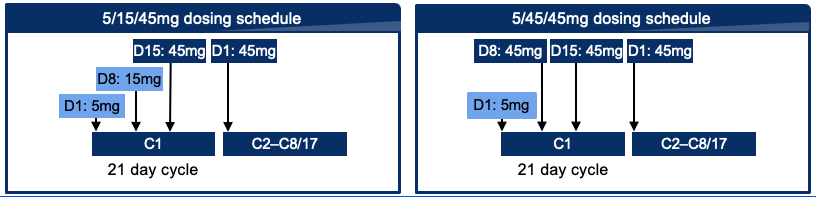 5/15/45mg dosing schedule
D15: 45mg
D1: 45mg
D8: 15mg
D1: 5mg
C1
C2–C8/17
21 day cycle
5/45/45mg dosing schedule
D8: 45mg
D15: 45mg
D1: 45mg
D1: 5mg
C1
C2–C8/17
21 day cycle